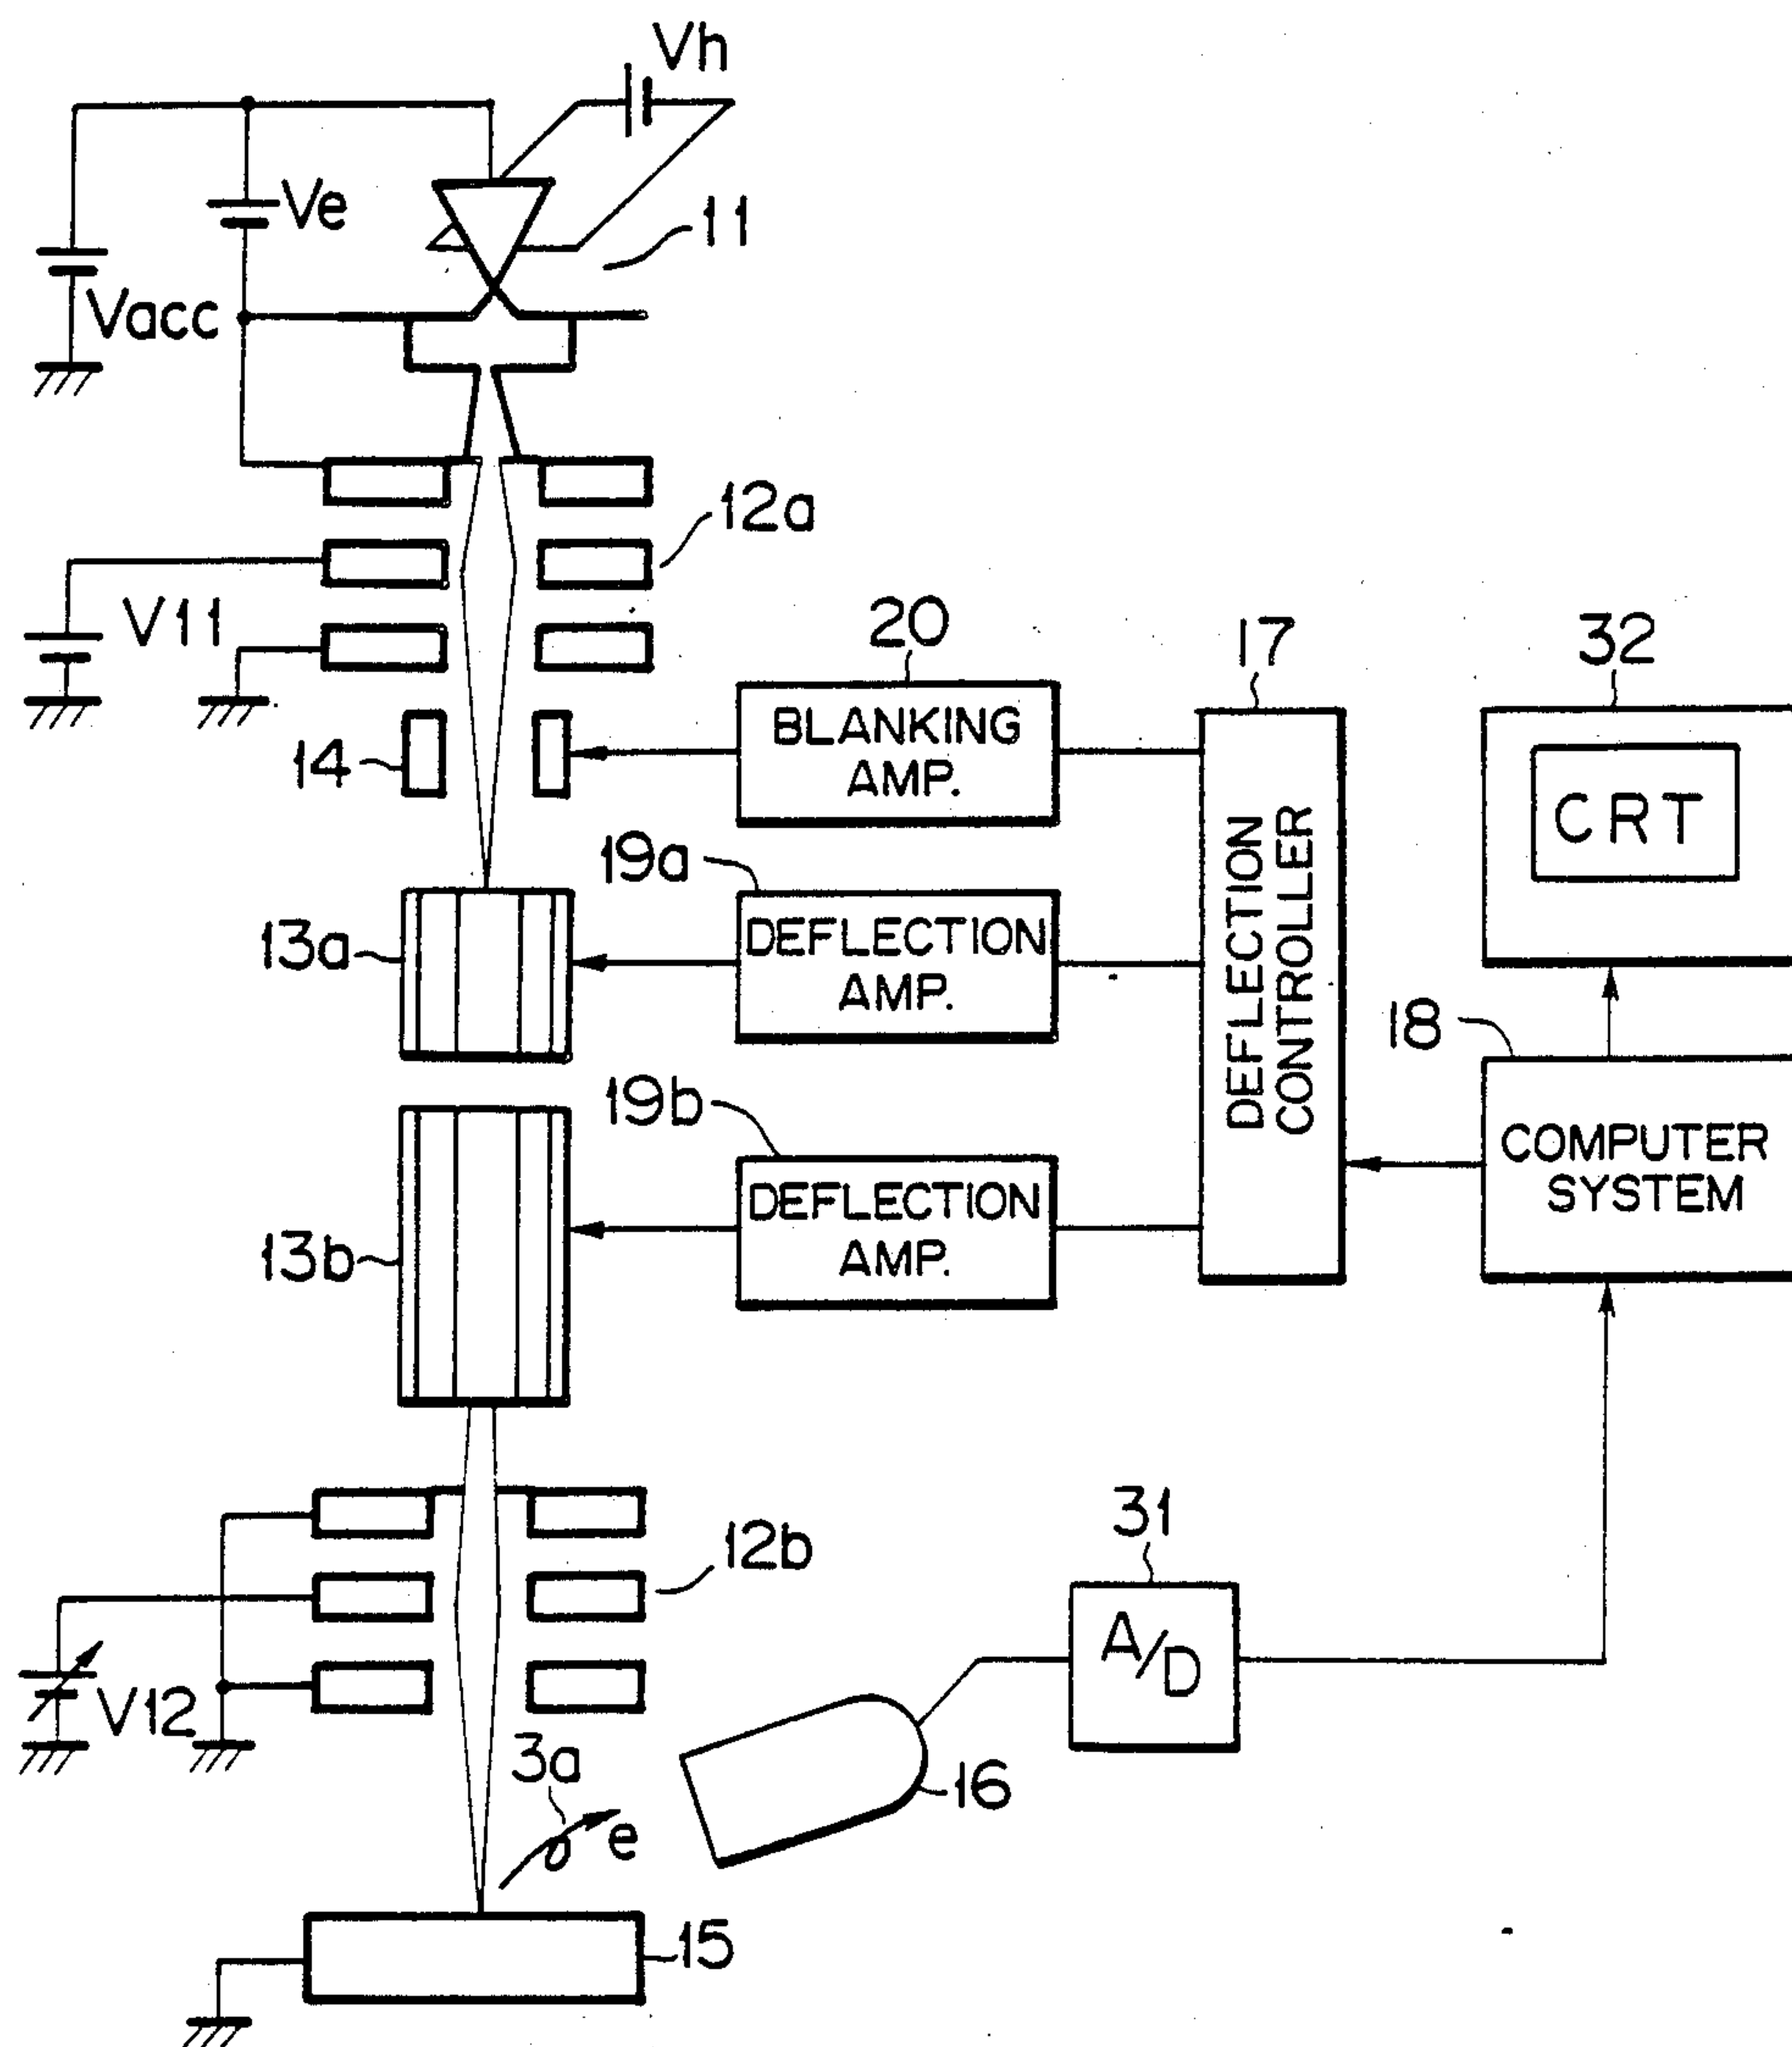 Vh
Ve
11
Vacc
12a
V11
20
17
32
BLANKING
AMP.
CRT
14
19a
DEFLECTION
AMP.
13a
DEFLECTION
CONTROLLER
18
19b
COMPUTER
SYSTEM
DEFLECTION
AMP.
13b
31
12b
A/D
V12
3a
e
16
15